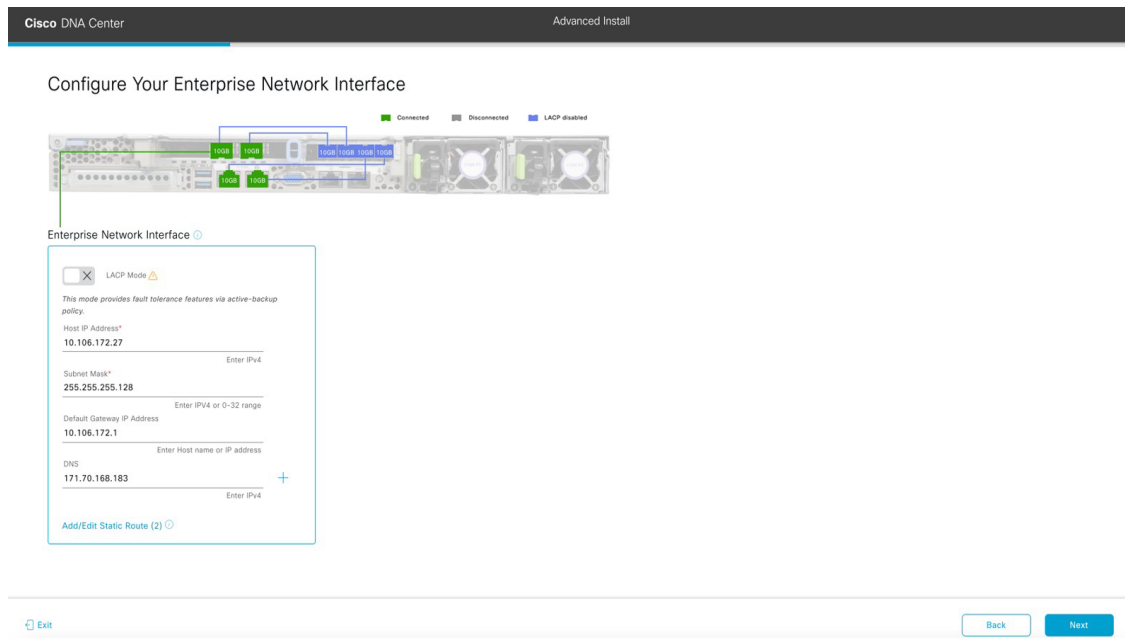 Cisco DNA Center
Advanced Install
Configure Your Enterprise Network Interface
Connected
Disconnected
LACP disabled
10GB
10GB
10GB
10GB
10GB
10GB
10GB
10GB
Enterprise Network Interface
LACP Mode
This mode provides fault tolerance features via active-backup
policy.
Host IP Address*
10.106.172.27
Enter IPv4
Subnet Mask*
255.255.255.128
Enter IPV4 or 0-32 range
Default Gateway IP Address
10.106.172.1
Enter Host name or IP address
DNS
171.70.168.183
Enter IPv4
Add/Edit Static Route (2)
Exit
Back
Next